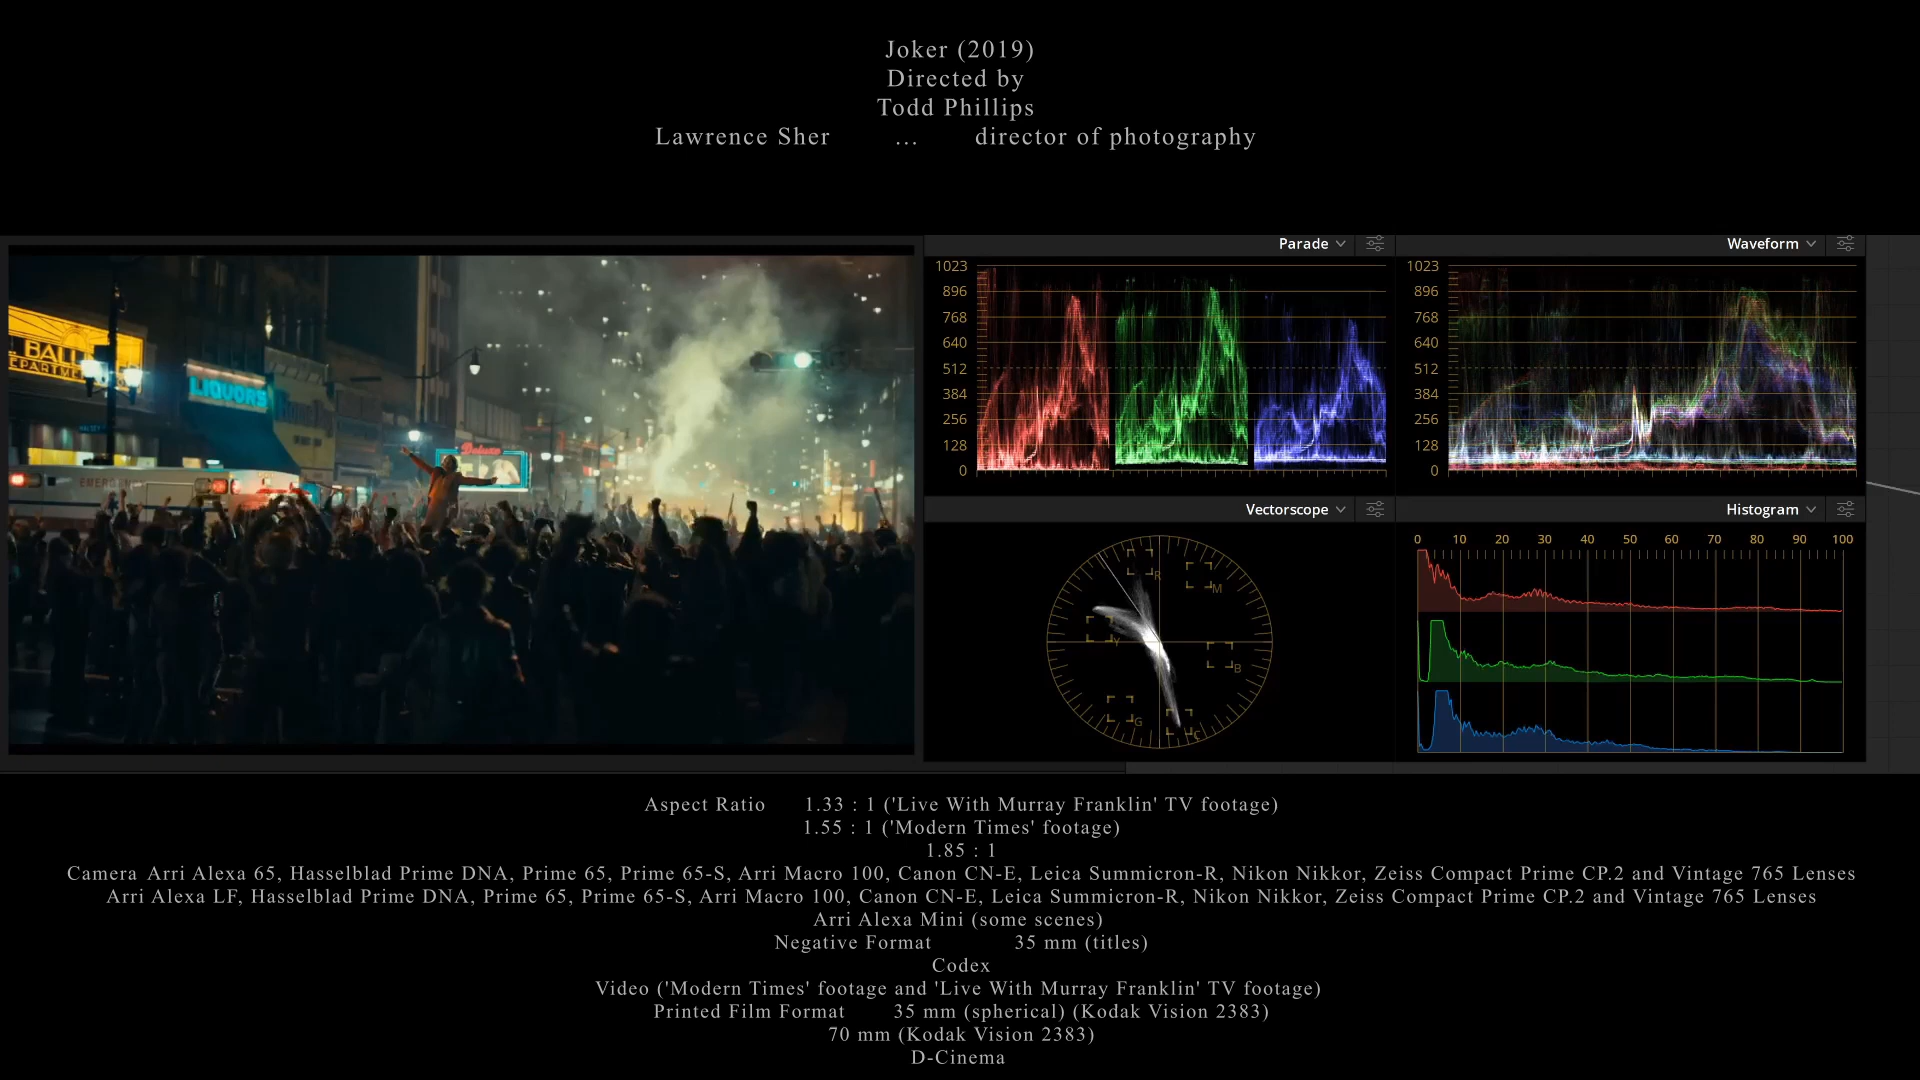 Joker (2019)
Directed by
Todd Phillips
Lawrence Sher ... director of photography
Parade
Waveform
1023
896
768
640
512
384
256
128
0
1023
896
768
640
512
384
256
128
0
BALL
LIQUORS
Deluxe
Vectorscope
Histogram
R
M
Y
B
G
C
0 10 20 30 40 50 60 70 80 90 100
Aspect Ratio 1.33 : 1 ('Live With Murray Franklin' TV footage)
1.55 : 1 ('Modern Times' footage)
1.85 : 1
Camera Arri Alexa 65, Hasselblad Prime DNA, Prime 65, Prime 65-S, Arri Macro 100, Canon CN-E, Leica Summicron-R, Nikon Nikkor, Zeiss Compact Prime CP.2 and Vintage 765 Lenses
Arri Alexa LF, Hasselblad Prime DNA, Prime 65, Prime 65-S, Arri Macro 100, Canon CN-E, Leica Summicron-R, Nikon Nikkor, Zeiss Compact Prime CP.2 and Vintage 765 Lenses
Arri Alexa Mini (some scenes)
Negative Format 35 mm (titles)
Codex
Video ('Modern Times' footage and 'Live With Murray Franklin' TV footage)
Printed Film Format 35 mm (spherical) (Kodak Vision 2383)
70 mm (Kodak Vision 2383)
D-Cinema